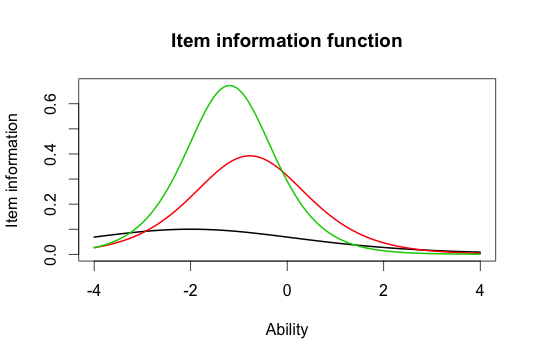 Item information function
Item information
0.6
0.4
0.2
0.0
-4 -2 0 2 4
Ability